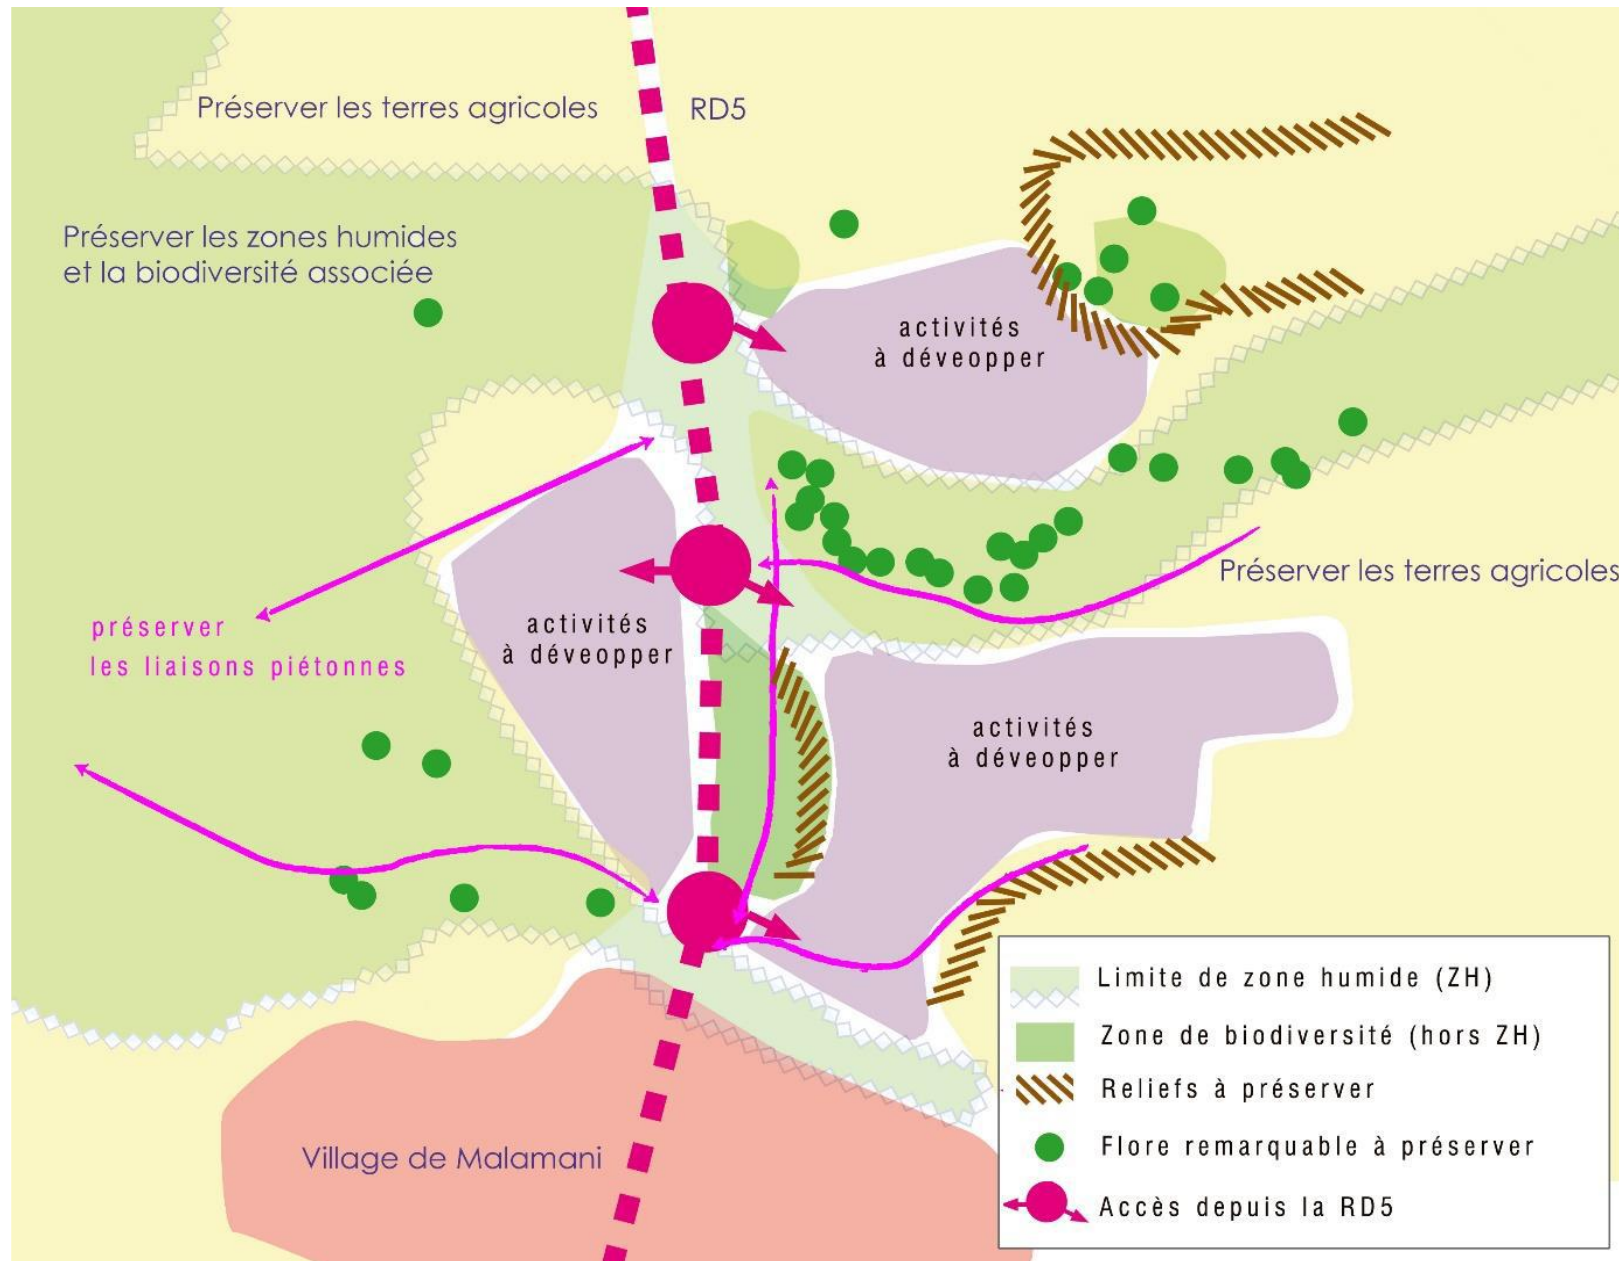 Préserver les terres agricoles
RD5
Préserver les zones humides
et la biodiversité associée
activités
à déveopper
Préserver les terres agricoles
activités
à déveopper
préserver
les liaisons piétonnes
activités
à déveopper
Village de Malamani
Limite de zone humide (ZH)
Zone de biodiversité (hors ZH)
Reliefs à préserver
Flore remarquable à préserver
Accès depuis la RD5